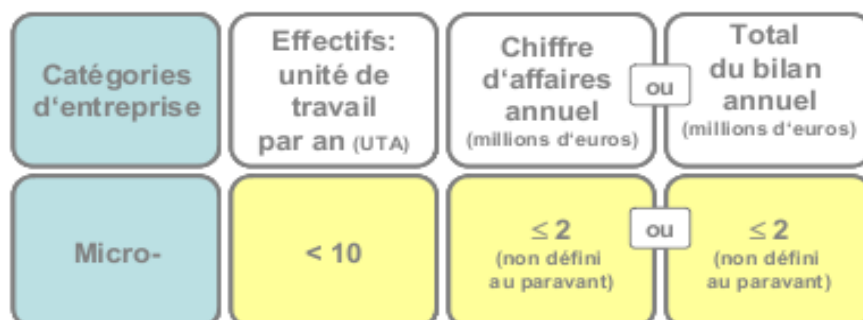 Catégories
d‘entreprise
Effectifs:
unité de
travail
par an (UTA)
Chiffre
d‘affaires
annuel
(millions d‘euros)
ou
Total
du bilan
annuel
(millions d‘euros)
Micro-
< 10
≤ 2
(non défini
au paravant)
ou
≤ 2
(non défini
au paravant)